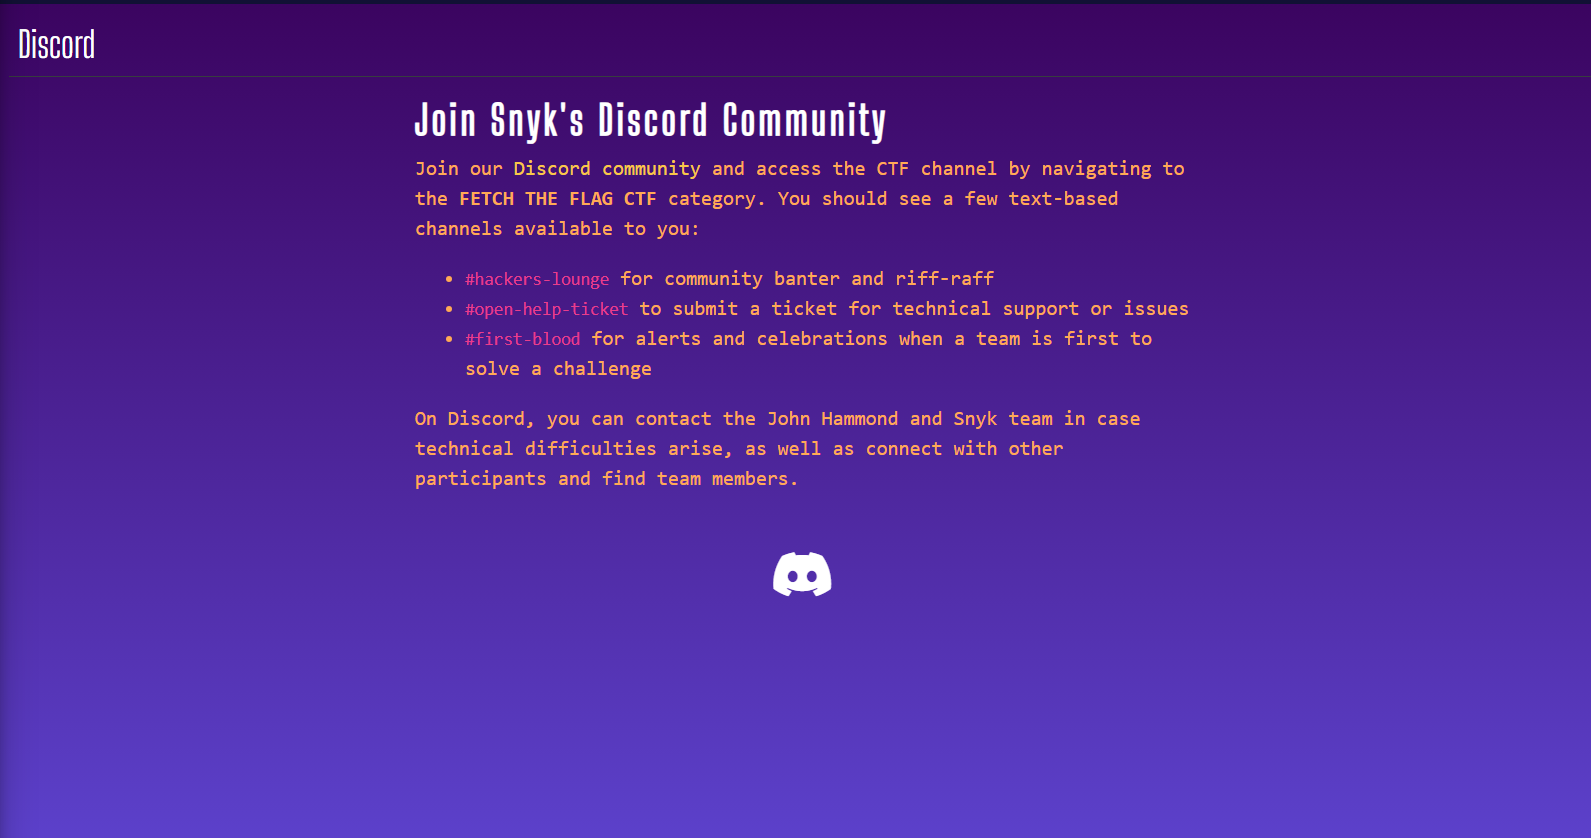 Discord
Join Snyk's Discord Community
Join our Discord community and access the CTF channel by navigating to
the FETCH THE FLAG CTF category. You should see a few text-based
channels available to you:
#hackers-lounge for community banter and riff-raff
#open-help-ticket to submit a ticket for technical support or issues
#first-blood for alerts and celebrations when a team is first to
solve a challenge
On Discord, you can contact the John Hammond and Snyk team in case
technical difficulties arise, as well as connect with other
participants and find team members.